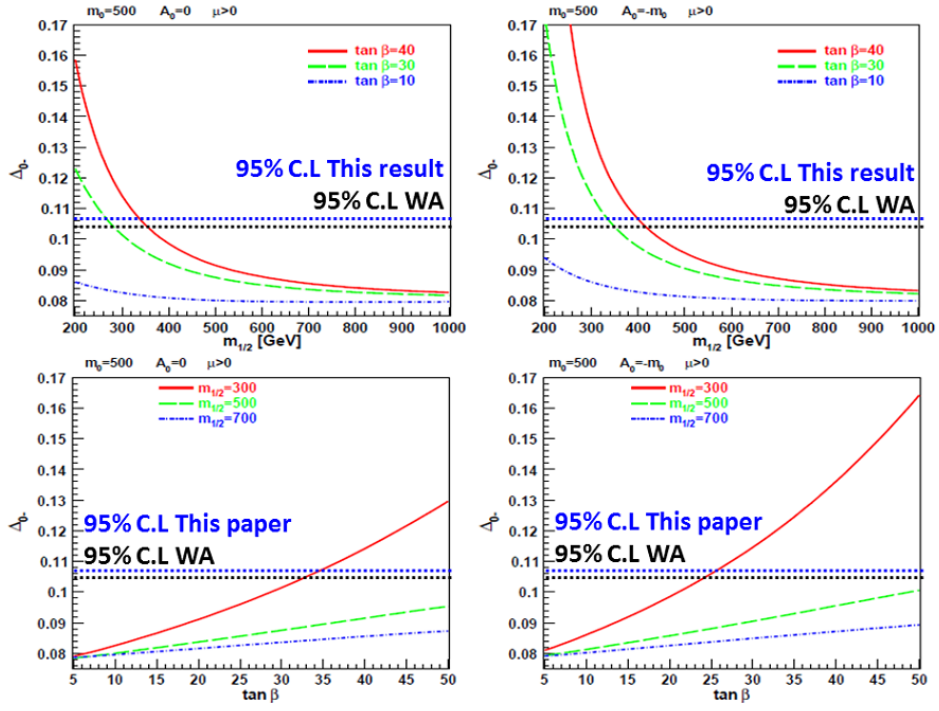 m₀=500 A₀=0 μ>0
0.17
0.16
0.15
0.14
0.13
0.12
0.11
0.1
0.09
0.08
Δ₀₋
tan β=40
tan β=30
tan β=10
95% C.L This result
95% C.L WA
200 300 400 500 600 700 800 900 1000
m₁/₂ [GeV]
m₀=500 A₀=-m₀ μ>0
0.17
0.16
0.15
0.14
0.13
0.12
0.11
0.1
0.09
0.08
Δ₀₋
tan β=40
tan β=30
tan β=10
95% C.L This result
95% C.L WA
200 300 400 500 600 700 800 900 1000
m₁/₂ [GeV]
m₀=500 A₀=0 μ>0
0.17
0.16
0.15
0.14
0.13
0.12
0.11
0.1
0.09
0.08
Δ₀₋
m₁/₂=300
m₁/₂=500
m₁/₂=700
95% C.L This paper
95% C.L WA
5 10 15 20 25 30 35 40 45 50
tan β
m₀=500 A₀=-m₀ μ>0
0.17
0.16
0.15
0.14
0.13
0.12
0.11
0.1
0.09
0.08
Δ₀₋
m₁/₂=300
m₁/₂=500
m₁/₂=700
95% C.L This paper
95% C.L WA
5 10 15 20 25 30 35 40 45 50
tan β